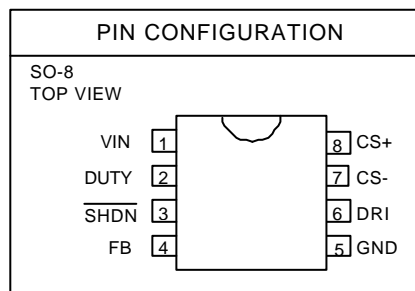 PIN CONFIGURATION
SO-8
TOP VIEW
VIN 1 8 CS+
DUTY 2 7 CS-
SHDN 3 6 DRI
FB 4 5 GND